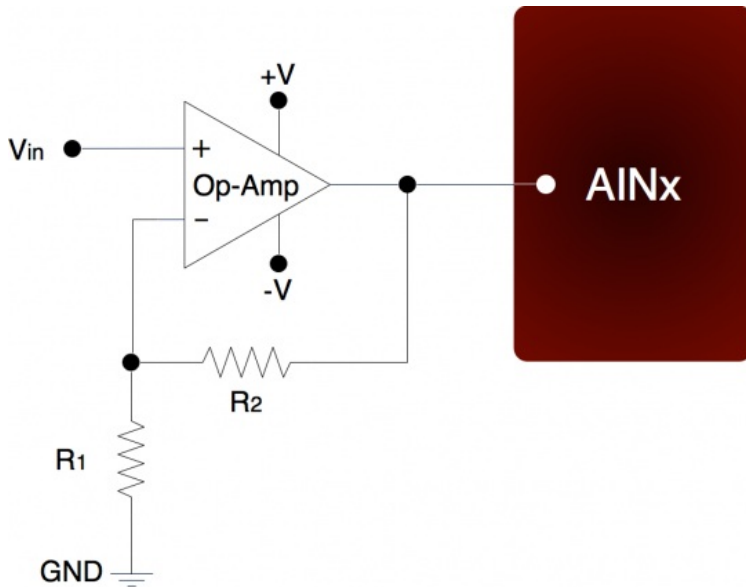 +V
Vin
+
Op-Amp
AINx
−
-V
R2
R1
GND